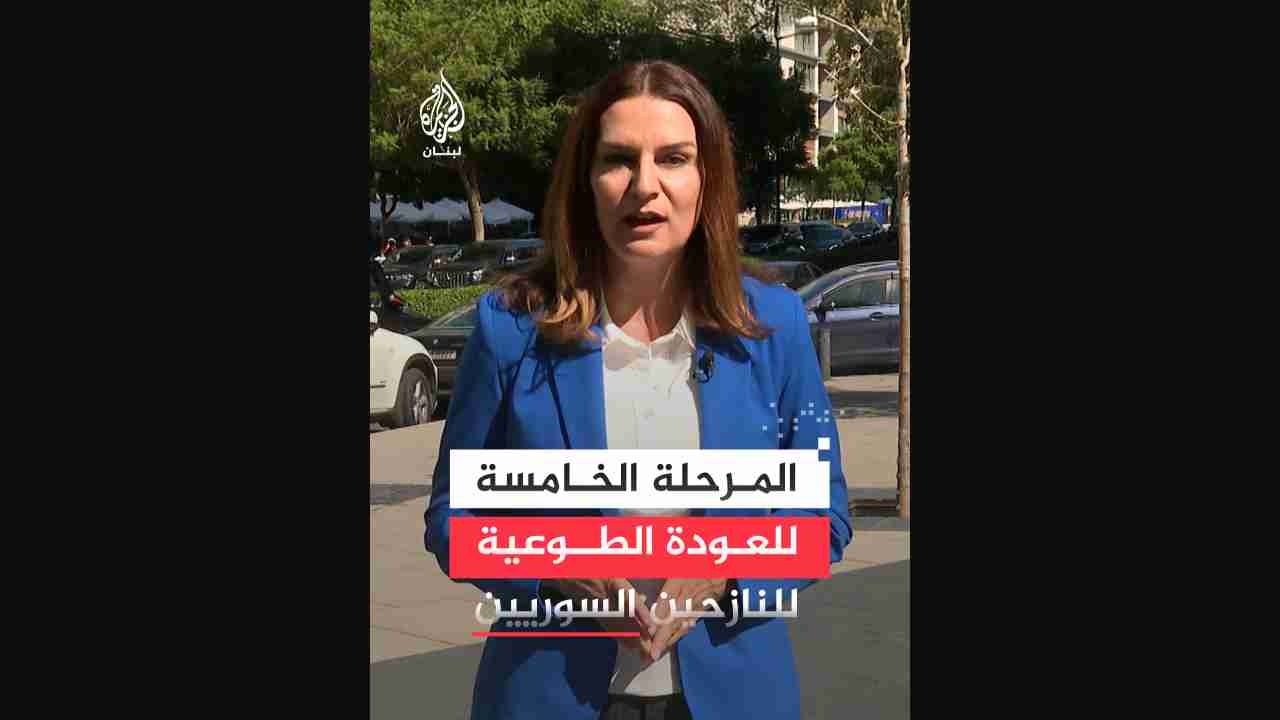 الجزيرة
لبنان
المرحلة الخامسة
للعودة الطوعية
للنازحين السوريين